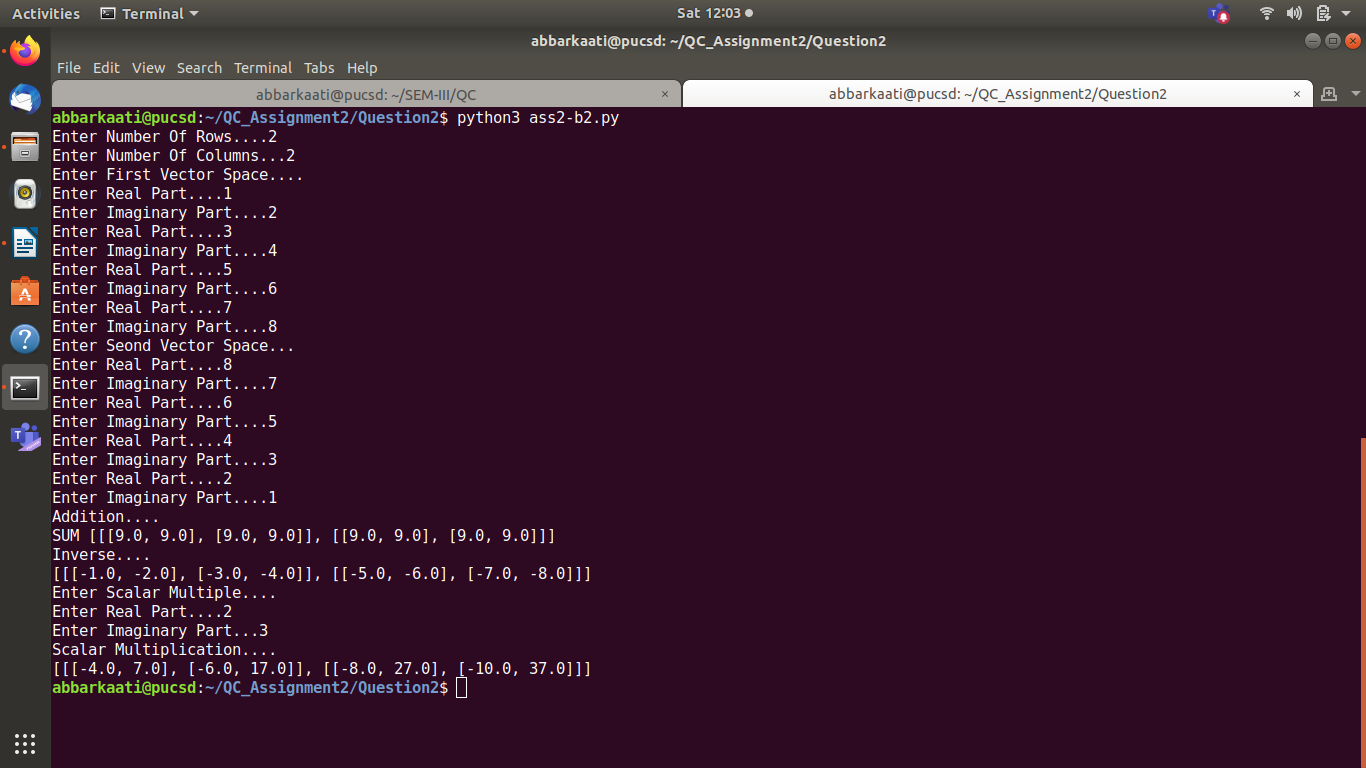 Activities Terminal Sat 12:03
abbarkaati@pucsd: ~/QC_Assignment2/Question2
File Edit View Search Terminal Tabs Help
abbarkaati@pucsd: ~/SEM-III/QC × abbarkaati@pucsd: ~/QC_Assignment2/Question2 ×
abbarkaati@pucsd:~/QC_Assignment2/Question2$ python3 ass2-b2.py
Enter Number Of Rows....2
Enter Number Of Columns...2
Enter First Vector Space....
Enter Real Part....1
Enter Imaginary Part....2
Enter Real Part....3
Enter Imaginary Part....4
Enter Real Part....5
Enter Imaginary Part....6
Enter Real Part....7
Enter Imaginary Part....8
Enter Seond Vector Space...
Enter Real Part....8
Enter Imaginary Part....7
Enter Real Part....6
Enter Imaginary Part....5
Enter Real Part....4
Enter Imaginary Part....3
Enter Real Part....2
Enter Imaginary Part....1
Addition....
SUM [[[9.0, 9.0], [9.0, 9.0]], [[9.0, 9.0], [9.0, 9.0]]]
Inverse....
[[[-1.0, -2.0], [-3.0, -4.0]], [[-5.0, -6.0], [-7.0, -8.0]]]
Enter Scalar Multiple....
Enter Real Part....2
Enter Imaginary Part...3
Scalar Multiplication....
[[[-4.0, 7.0], [-6.0, 17.0]], [[-8.0, 27.0], [-10.0, 37.0]]]
abbarkaati@pucsd:~/QC_Assignment2/Question2$